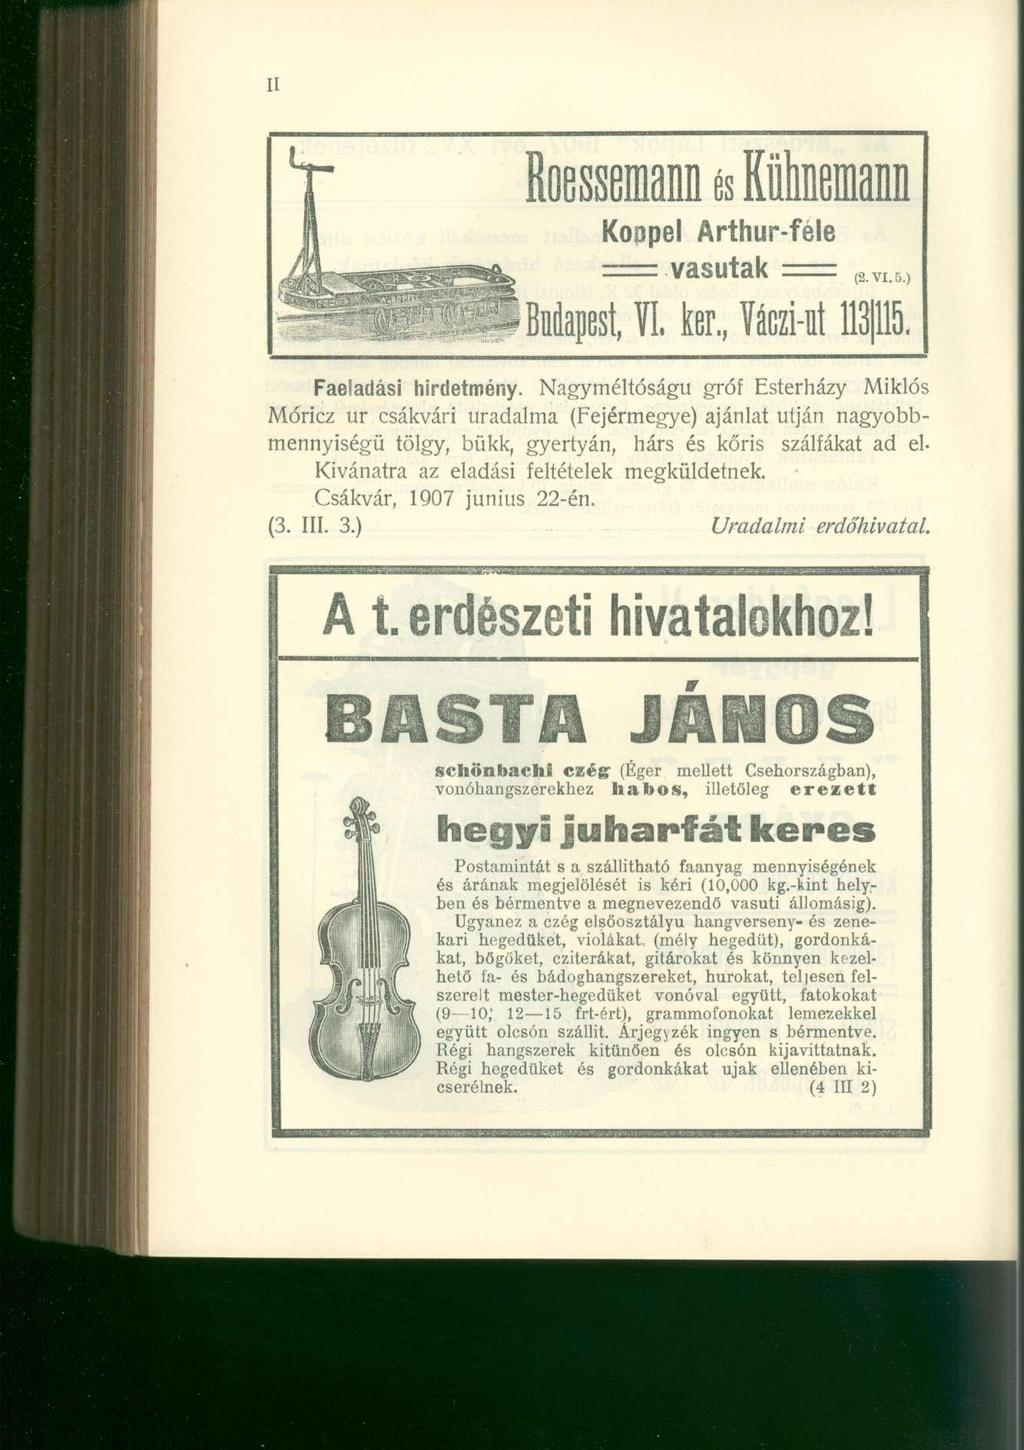 II
Roessemann és Kühnemann
Koppel Arthur-féle
vasutak (2. VI. 5.)
Budapest, VI. ker., Váczi-ut 113|115.
Faeladási hirdetmény. Nagyméltóságu gróf Esterházy Miklós
Móricz ur csákvári uradalma (Fejérmegye) ajánlat utján nagyobb-
mennyiségü tölgy, bükk, gyertyán, hárs és kőris szálfákat ad el.
Kivánatra az eladási feltételek megküldetnek.
Csákvár, 1907 junius 22-én.
(3. III. 3.) Uradalmi erdőhivatal.
A t. erdészeti hivatalokhoz!
BASTA JÁNOS
schönbachi czég (Éger mellett Csehországban),
vonóhangszerekhez habos, illetőleg erezett
hegyi juharfát keres
Postamintát s a szállitható faanyag mennyiségének
és árának megjelölését is kéri (10,000 kg.-kint hely-
ben és bérmentve a megnevezendő vasuti állomásig).
Ugyanez a czég elsőosztályu hangverseny- és zene-
kari hegedüket, violákat, (mély hegedüt), gordonká-
kat, bőgőket, cziterákat, gitárokat és könnyen kezel-
hető fa- és bádoghangszereket, hurokat, teljesen fel-
szerelt mester-hegedüket vonóval együtt, fatokokat
(9—10; 12—15 frt-ért), grammofonokat lemezekkel
együtt olcsón szállit. Árjegyzék ingyen s bérmentve.
Régi hangszerek kitünően és olcsón kijavittatnak.
Régi hegedüket és gordonkákat ujak ellenében ki-
cserélnek. (4 III 2)